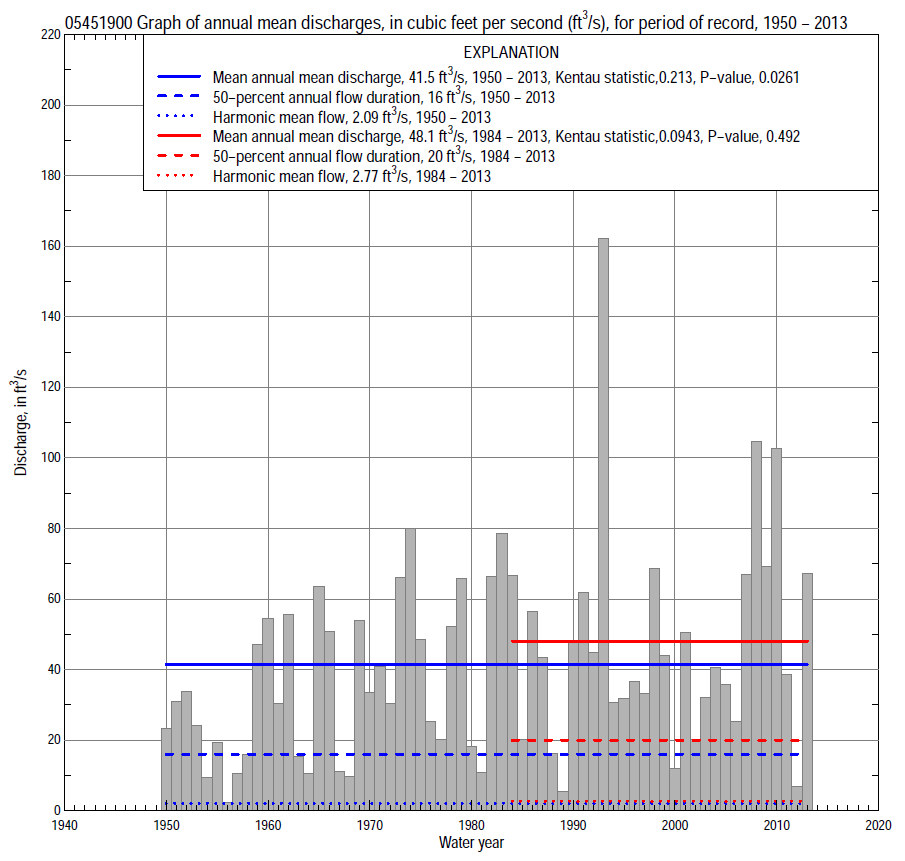 05451900 Graph of annual mean discharges, in cubic feet per second (ft³/s), for period of record, 1950 – 2013
EXPLANATION
Mean annual mean discharge, 41.5 ft³/s, 1950 – 2013, Kentau statistic,0.213, P–value, 0.0261
50–percent annual flow duration, 16 ft³/s, 1950 – 2013
Harmonic mean flow, 2.09 ft³/s, 1950 – 2013
Mean annual mean discharge, 48.1 ft³/s, 1984 – 2013, Kentau statistic,0.0943, P–value, 0.492
50–percent annual flow duration, 20 ft³/s, 1984 – 2013
Harmonic mean flow, 2.77 ft³/s, 1984 – 2013
220
200
180
160
140
120
100
80
60
40
20
0
Discharge, in ft³/s
1940 1950 1960 1970 1980 1990 2000 2010 2020
Water year